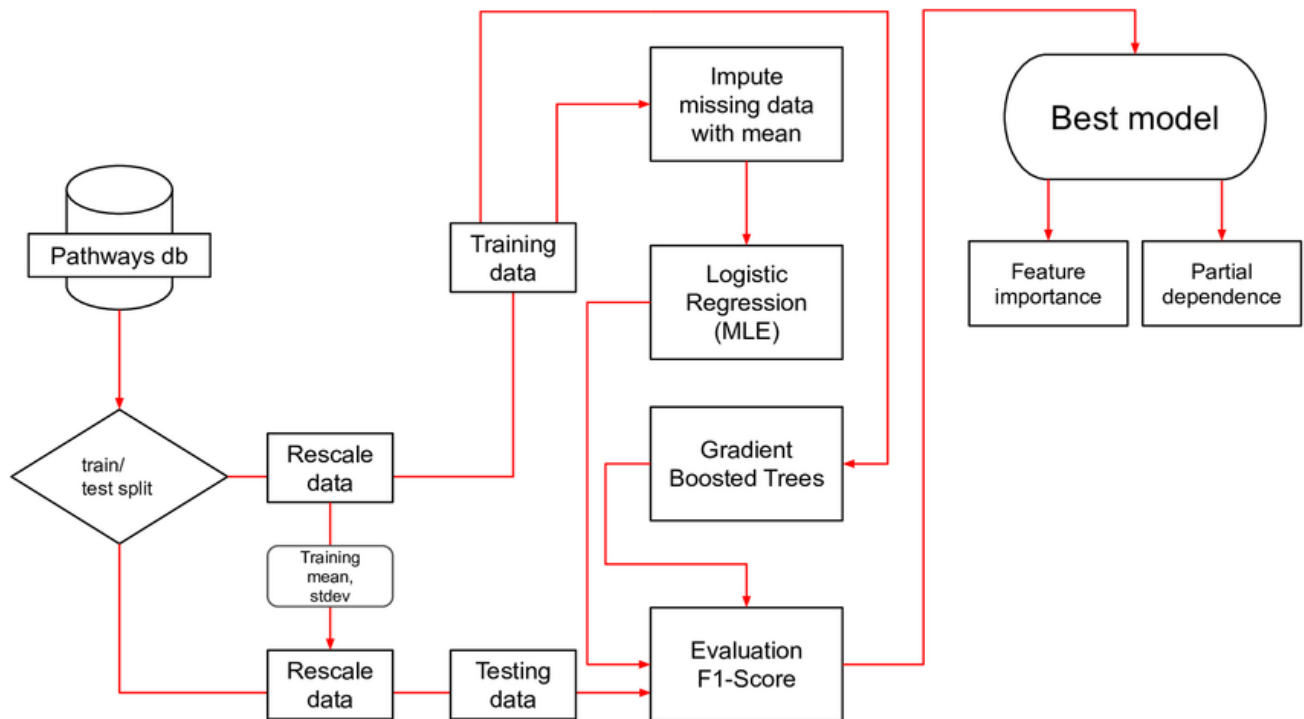 Impute
missing data
with mean
Best model
Pathways db
Training
data
Logistic
Regression
(MLE)
Feature
importance
Partial
dependence
train/
test split
Rescale
data
Gradient
Boosted Trees
Training
mean,
stdev
Rescale
data
Testing
data
Evaluation
F1-Score